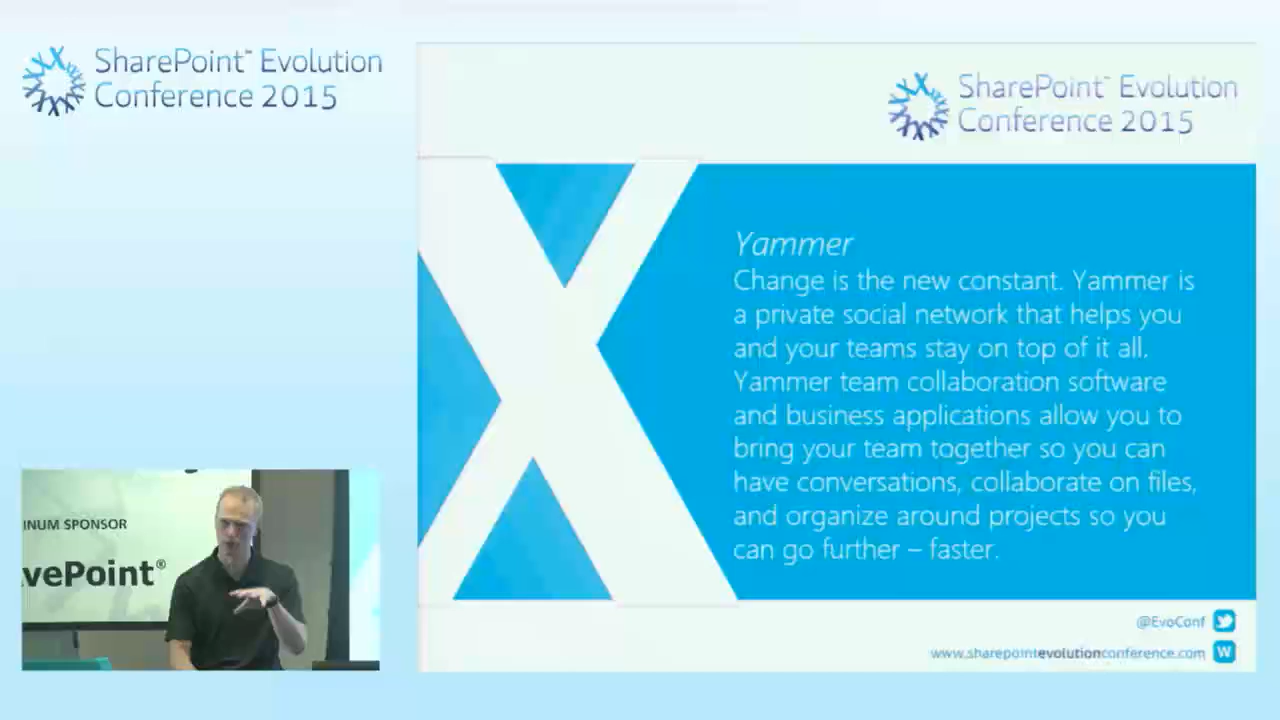 SharePoint™ Evolution
Conference 2015
SharePoint™ Evolution
Conference 2015
Yammer
Change is the new constant. Yammer is
a private social network that helps you
and your teams stay on top of it all.
Yammer team collaboration software
and business applications allow you to
bring your team together so you can
have conversations, collaborate on files,
and organize around projects so you
can go further – faster.
INUM SPONSOR
vePoint®
@EvoConf
www.sharepointevolutionconference.com
W